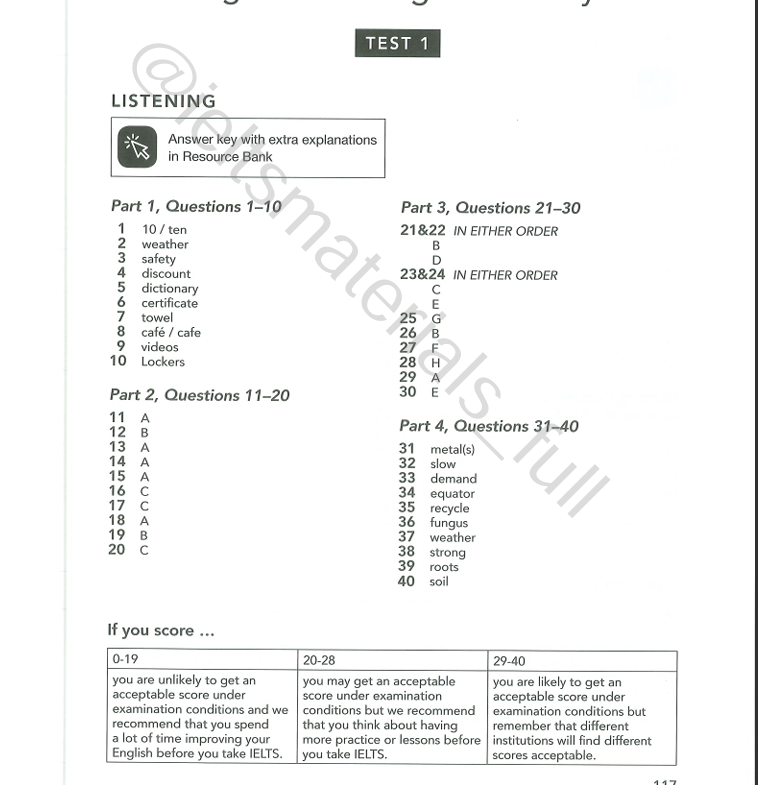 TEST 1
LISTENING
Answer key with extra explanations
in Resource Bank
Part 1, Questions 1–10
1 10 / ten
2 weather
3 safety
4 discount
5 dictionary
6 certificate
7 towel
8 café / cafe
9 videos
10 Lockers
Part 2, Questions 11–20
11 A
12 B
13 A
14 A
15 A
16 C
17 C
18 A
19 B
20 C
Part 3, Questions 21–30
21&22 IN EITHER ORDER
B
D
23&24 IN EITHER ORDER
C
E
25 G
26 B
27 F
28 H
29 A
30 E
Part 4, Questions 31–40
31 metal(s)
32 slow
33 demand
34 equator
35 recycle
36 fungus
37 weather
38 strong
39 roots
40 soil
If you score …
0-19
you are unlikely to get an
acceptable score under
examination conditions and we
recommend that you spend
a lot of time improving your
English before you take IELTS.
20-28
you may get an acceptable
score under examination
conditions but we recommend
that you think about having
more practice or lessons before
you take IELTS.
29-40
you are likely to get an
acceptable score under
examination conditions but
remember that different
institutions will find different
scores acceptable.
117
@ieltsmaterials_full